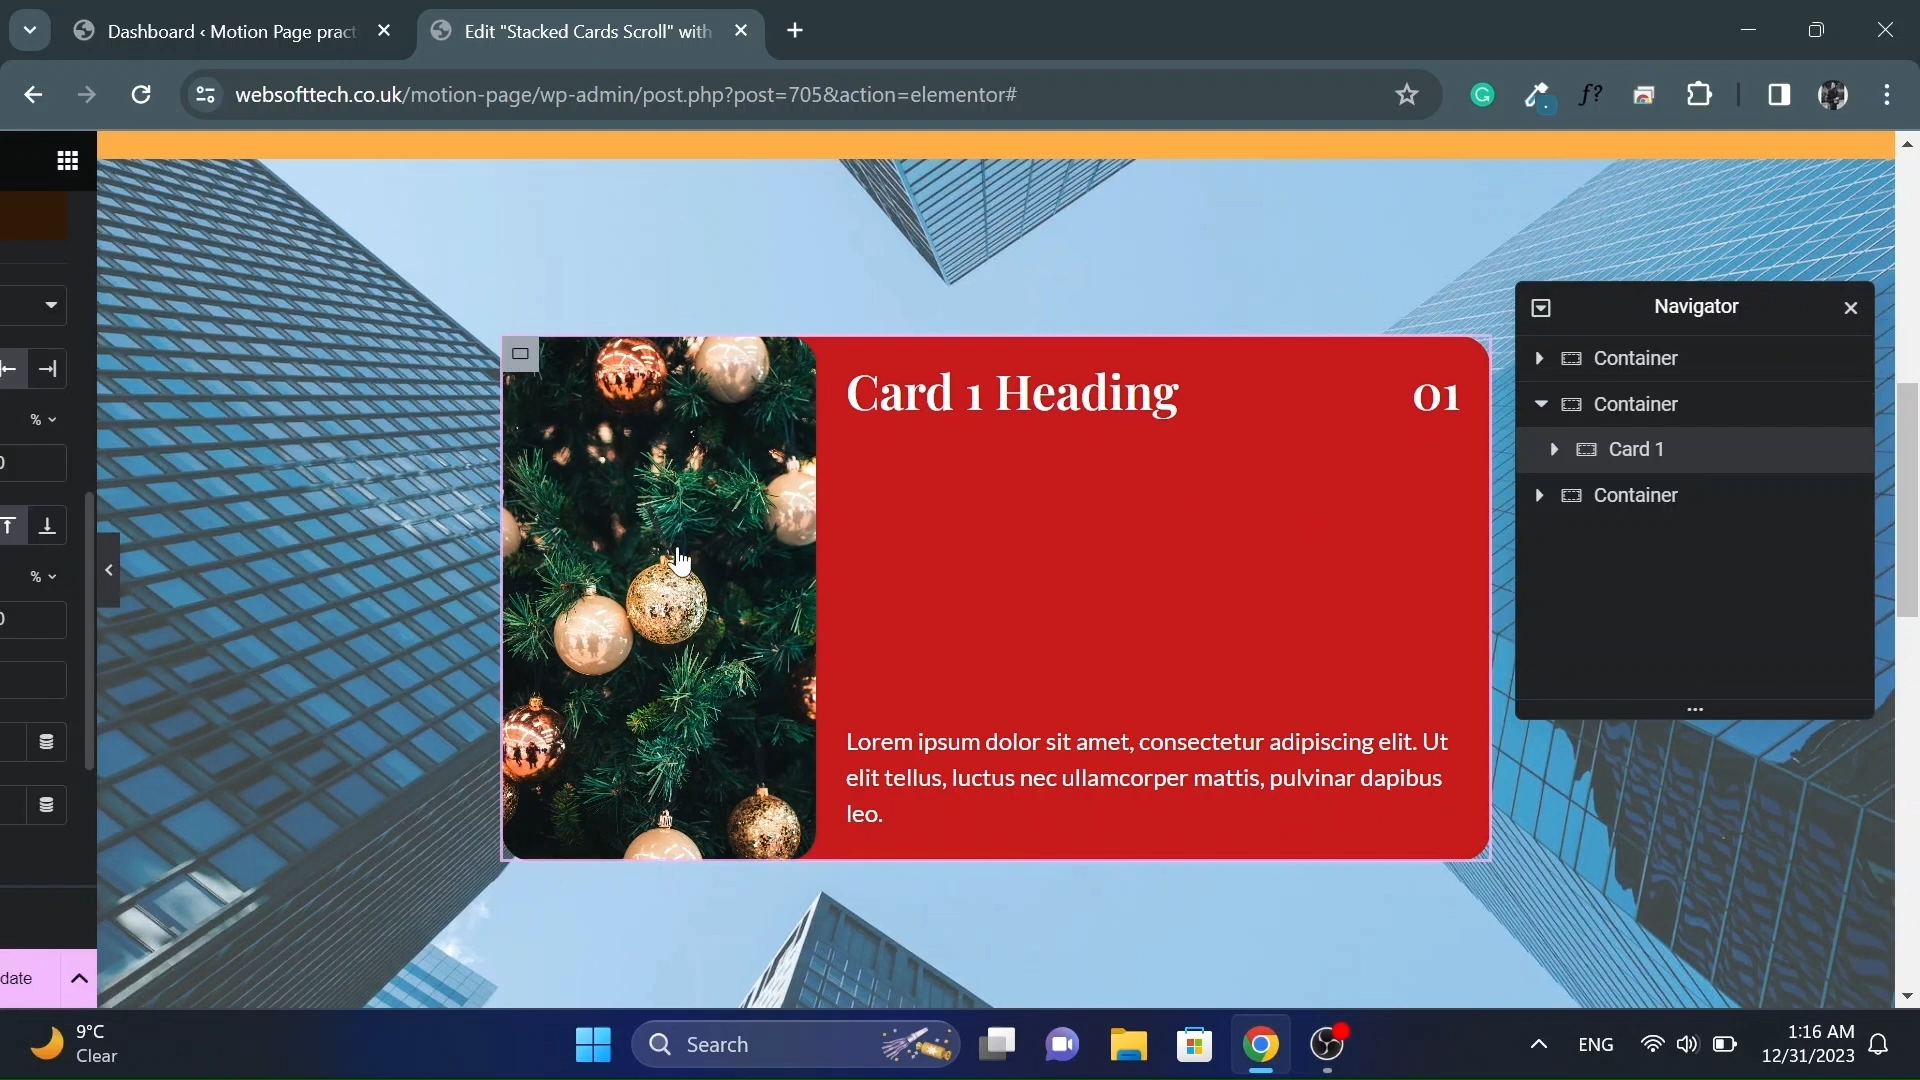 Dashboard ‹ Motion Page pract
Edit "Stacked Cards Scroll" with
websofttech.co.uk/motion-page/wp-admin/post.php?post=705&action=elementor#
f?
%
0
%
0
date
Card 1 Heading
01
Lorem ipsum dolor sit amet, consectetur adipiscing elit. Ut
elit tellus, luctus nec ullamcorper mattis, pulvinar dapibus
leo.
Navigator
Container
Container
Card 1
Container
9°C
Clear
Search
ENG
1:16 AM
12/31/2023